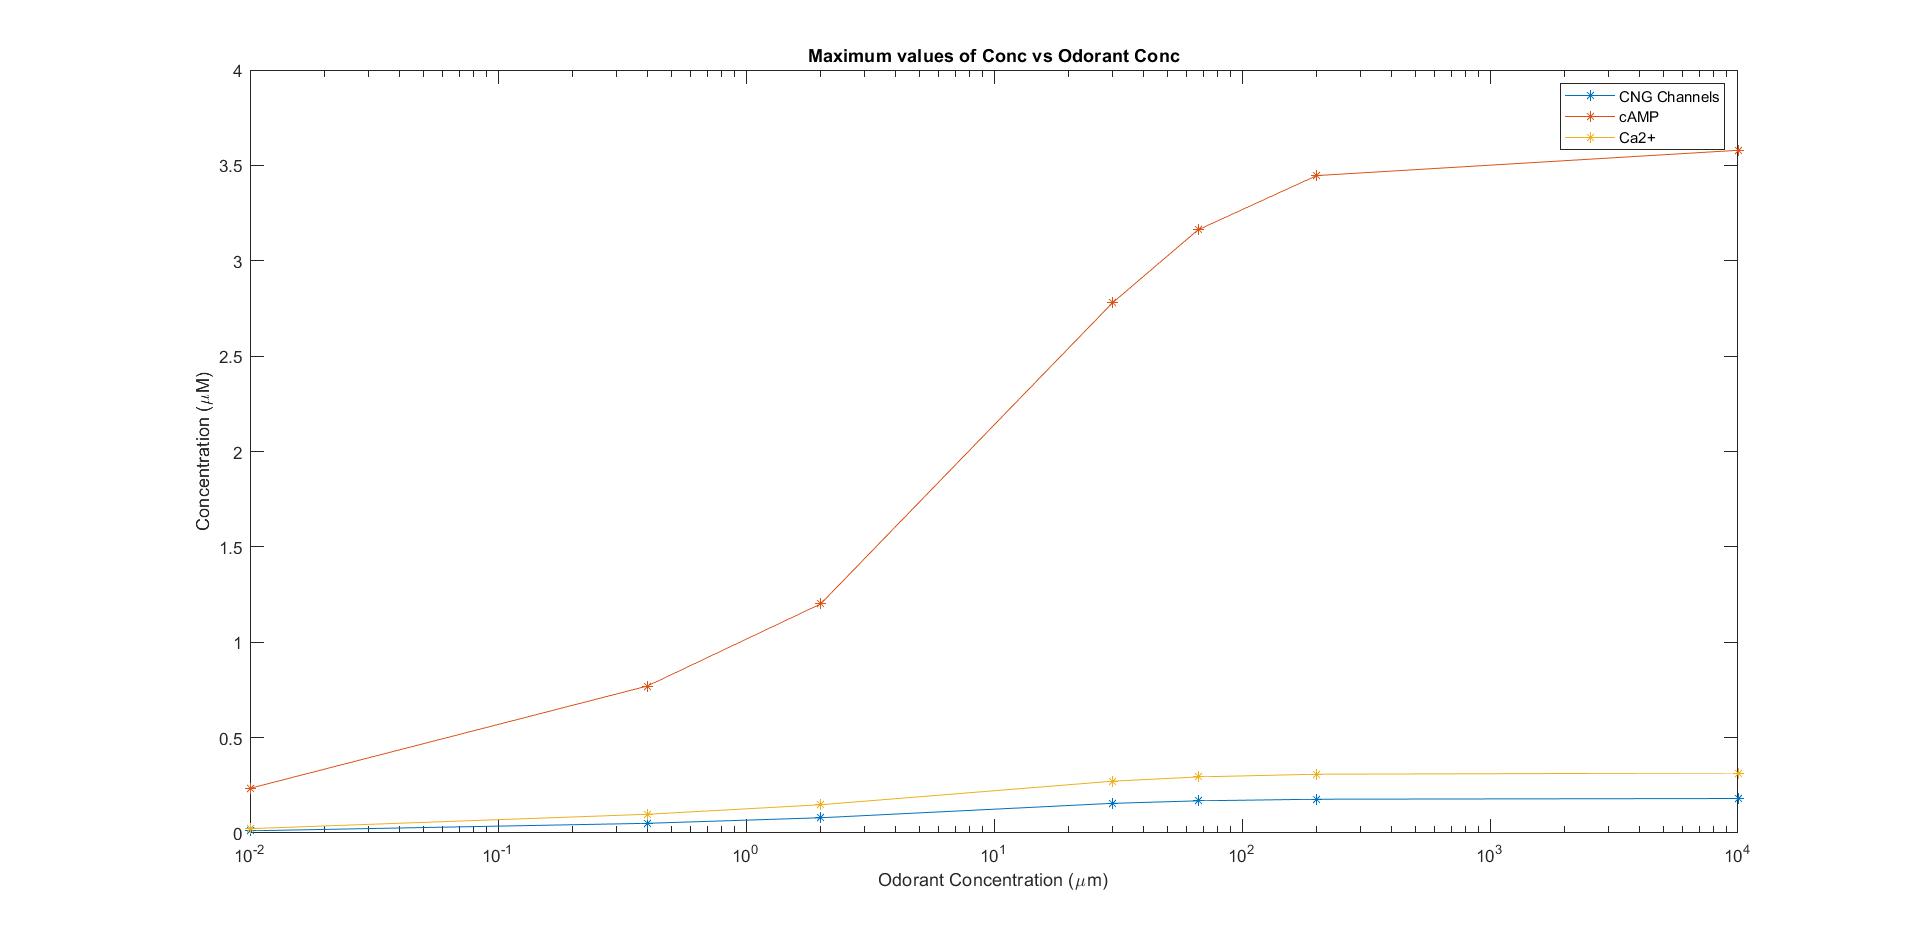 Maximum values of Conc vs Odorant Conc
CNG Channels
cAMP
Ca2+
4
3.5
3
2.5
2
1.5
1
0.5
0
Concentration (μM)
10⁻² 10⁻¹ 10⁰ 10¹ 10² 10³ 10⁴
Odorant Concentration (μm)